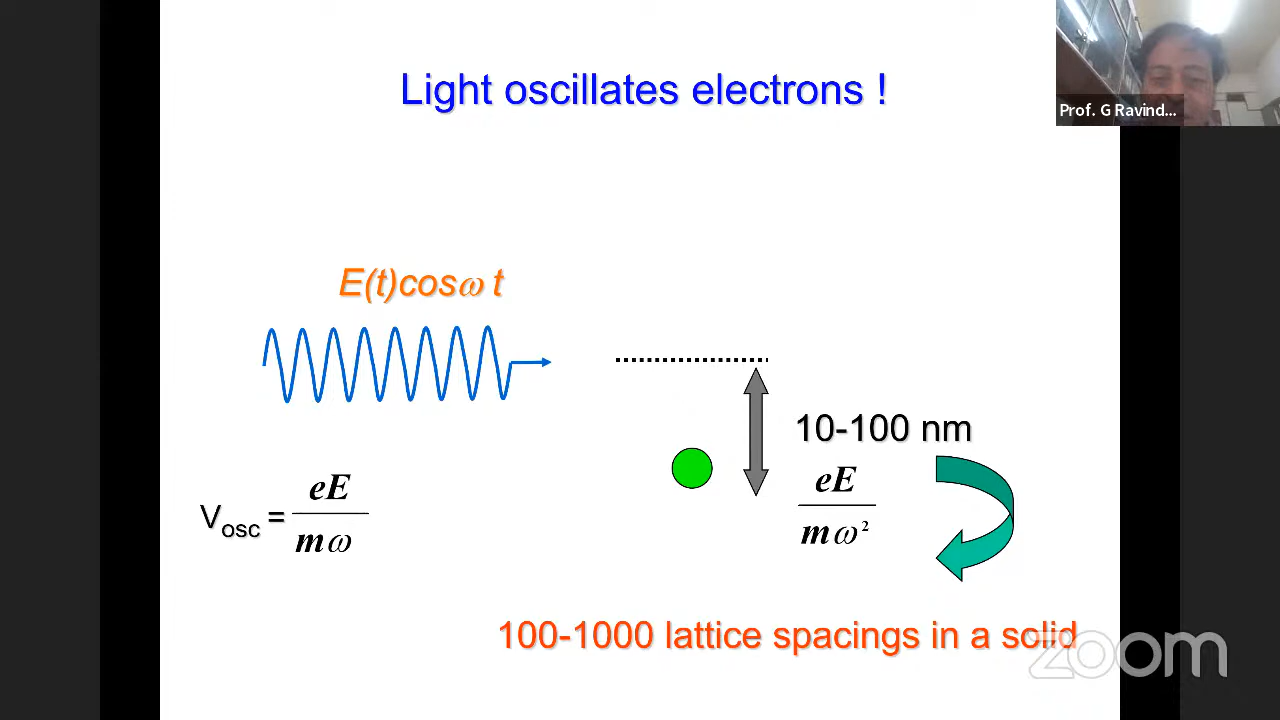 Light oscillates electrons !
Prof. G Ravind...
E(t)cosω t
10-100 nm
eE
mω²
Vosc = eE
mω
100-1000 lattice spacings in a solid
zoom